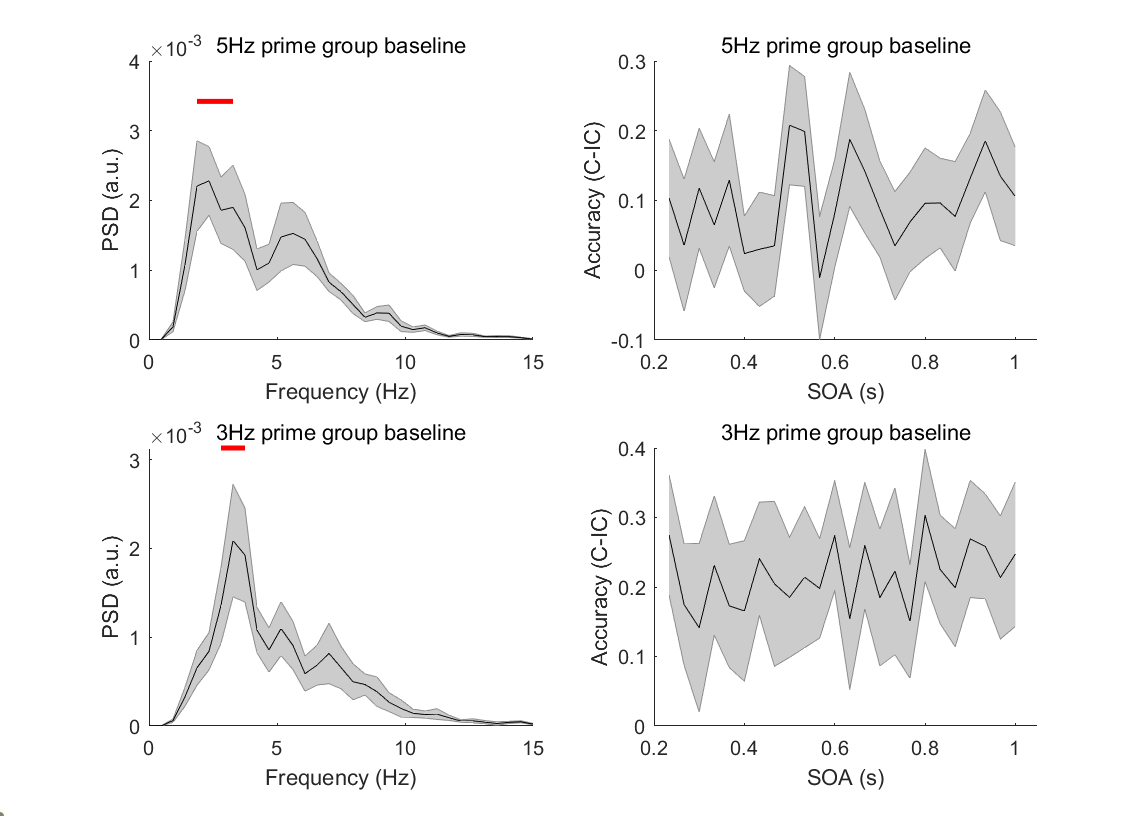 ×10-3 5Hz prime group baseline
4
3
2
1
0
PSD (a.u.)
0 5 10 15
Frequency (Hz)
5Hz prime group baseline
0.3
0.2
0.1
0
-0.1
Accuracy (C-IC)
0.2 0.4 0.6 0.8 1
SOA (s)
×10-3 3Hz prime group baseline
3
2
1
0
PSD (a.u.)
0 5 10 15
Frequency (Hz)
3Hz prime group baseline
0.4
0.3
0.2
0.1
0
Accuracy (C-IC)
0.2 0.4 0.6 0.8 1
SOA (s)